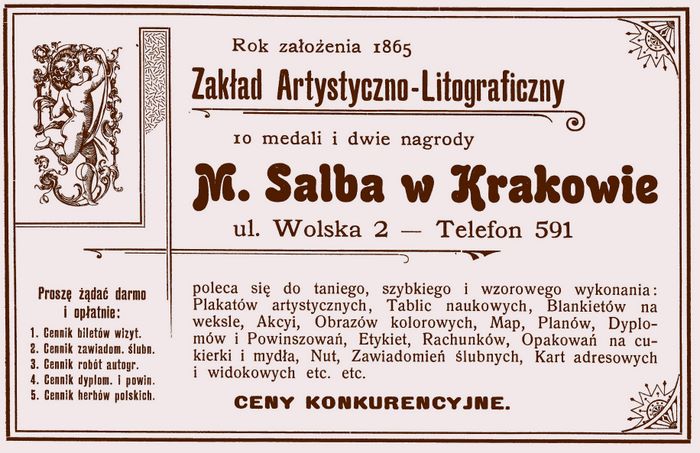 Rok założenia 1865
Zakład Artystyczno-Litograficzny
10 medali i dwie nagrody
M. Salba w Krakowie
ul. Wolska 2 — Telefon 591
Proszę żądać darmo
i opłatnie:
1. Cennik biletów wizyt.
2. Cennik zawiadom. ślubn.
3. Cennik robót autogr.
4. Cennik dyplom. i powin.
5. Cennik herbów polskich.
poleca się do taniego, szybkiego i wzorowego wykonania:
Plakatów artystycznych, Tablic naukowych, Blankietów na
weksle, Akcyi, Obrazów kolorowych, Map, Planów, Dyplo-
mów i Powinszowań, Etykiet, Rachunków, Opakowań na cu-
kierki i mydła, Nut, Zawiadomień ślubnych, Kart adresowych
i widokowych etc. etc.
CENY KONKURENCYJNE.